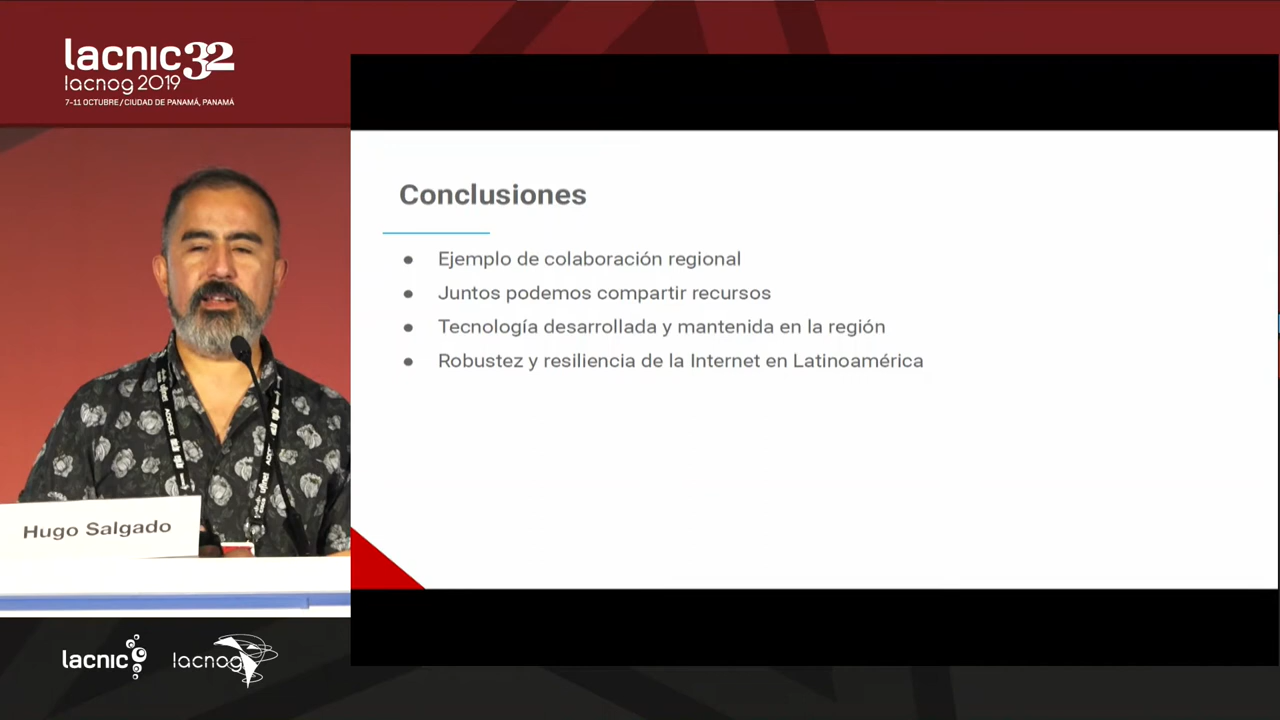 lacnic32
lacnog 2019
7-11 OCTUBRE / CIUDAD DE PANAMÁ, PANAMÁ
Conclusiones
● Ejemplo de colaboración regional
● Juntos podemos compartir recursos
● Tecnología desarrollada y mantenida en la región
● Robustez y resiliencia de la Internet en Latinoamérica
Hugo Salgado
lacnic
lacnog